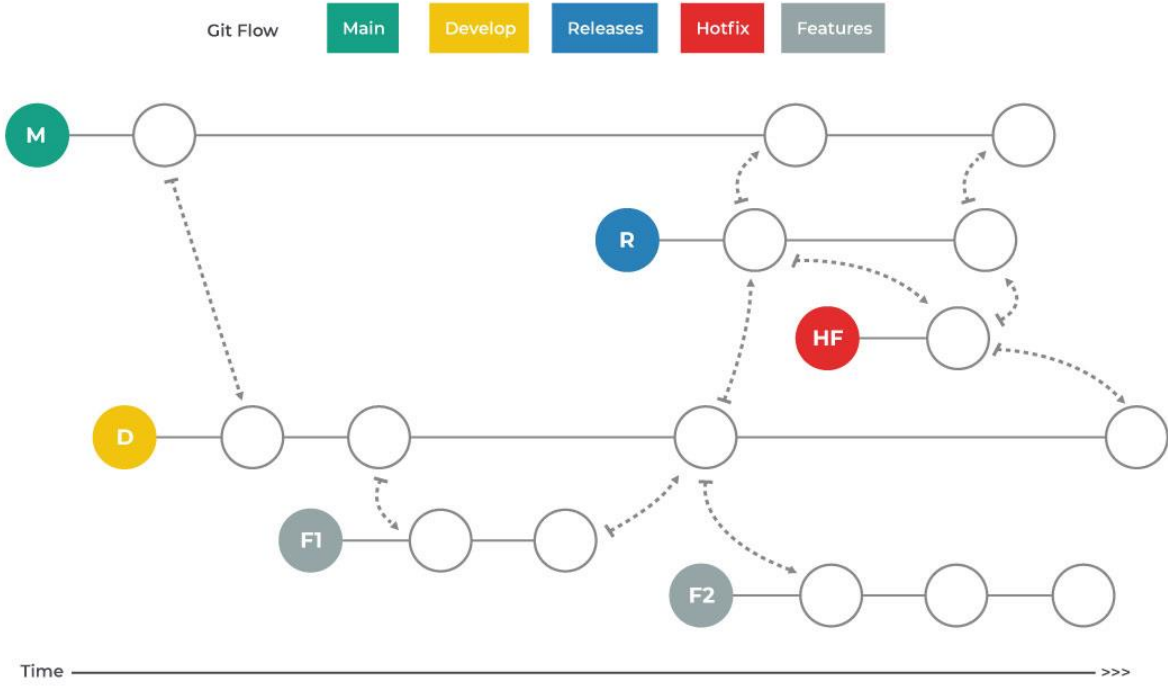 Git Flow Main Develop Releases Hotfix Features
M
R
HF
D
F1
F2
Time >>>